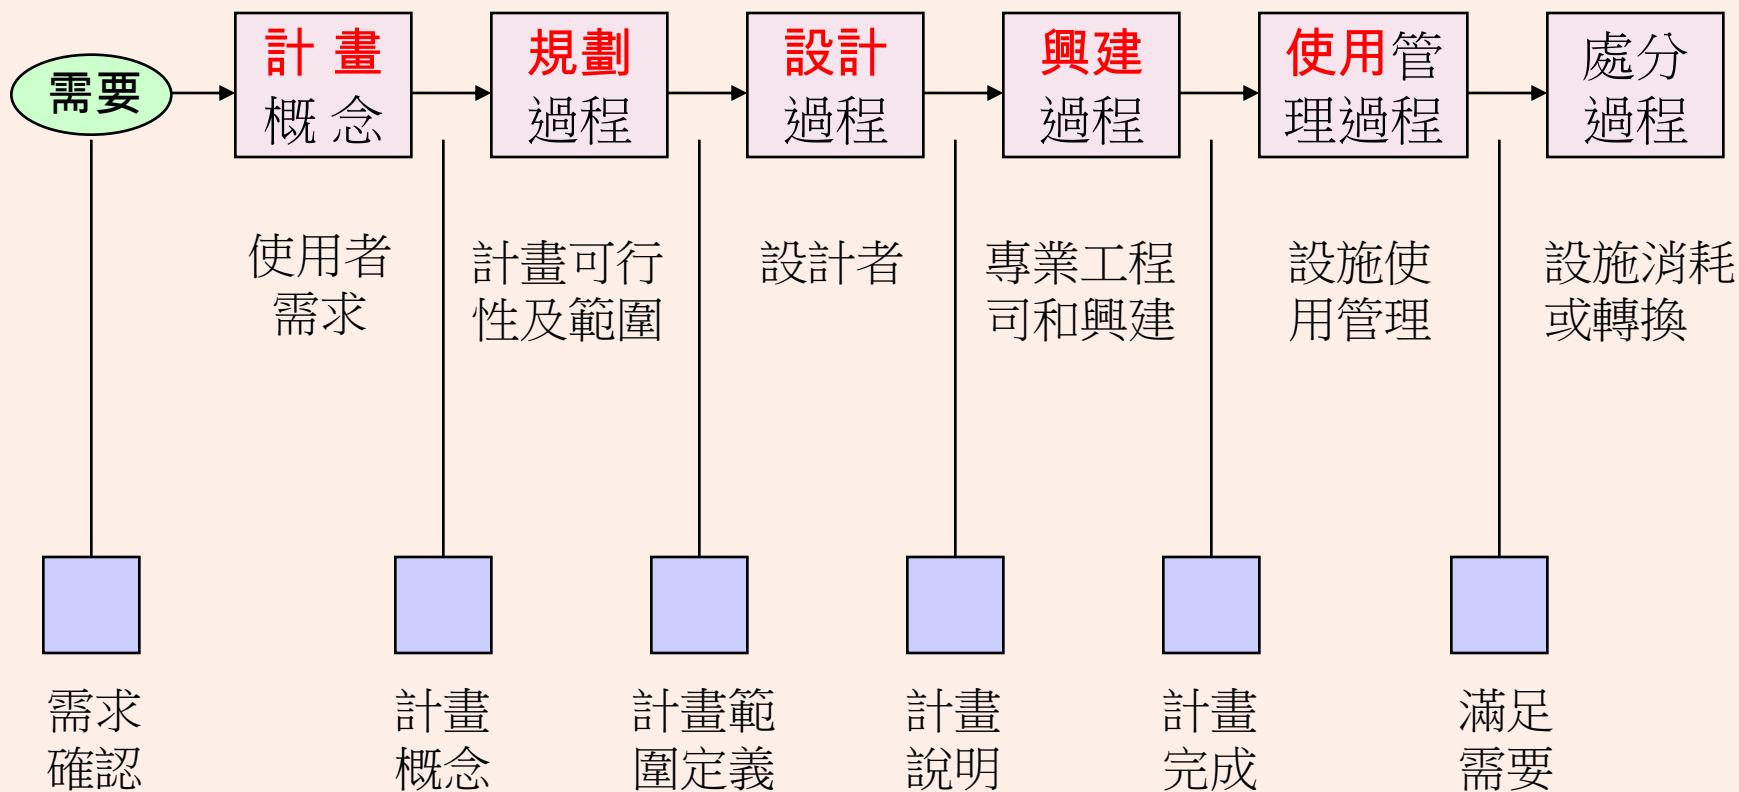 需要
計 畫
概 念
規劃
過程
設計
過程
興建
過程
使用管
理過程
處分
過程
使用者
需求
計畫可行
性及範圍
設計者
專業工程
司和興建
設施使
用管理
設施消耗
或轉換
需求
確認
計畫
概念
計畫範
圍定義
計畫
說明
計畫
完成
滿足
需要